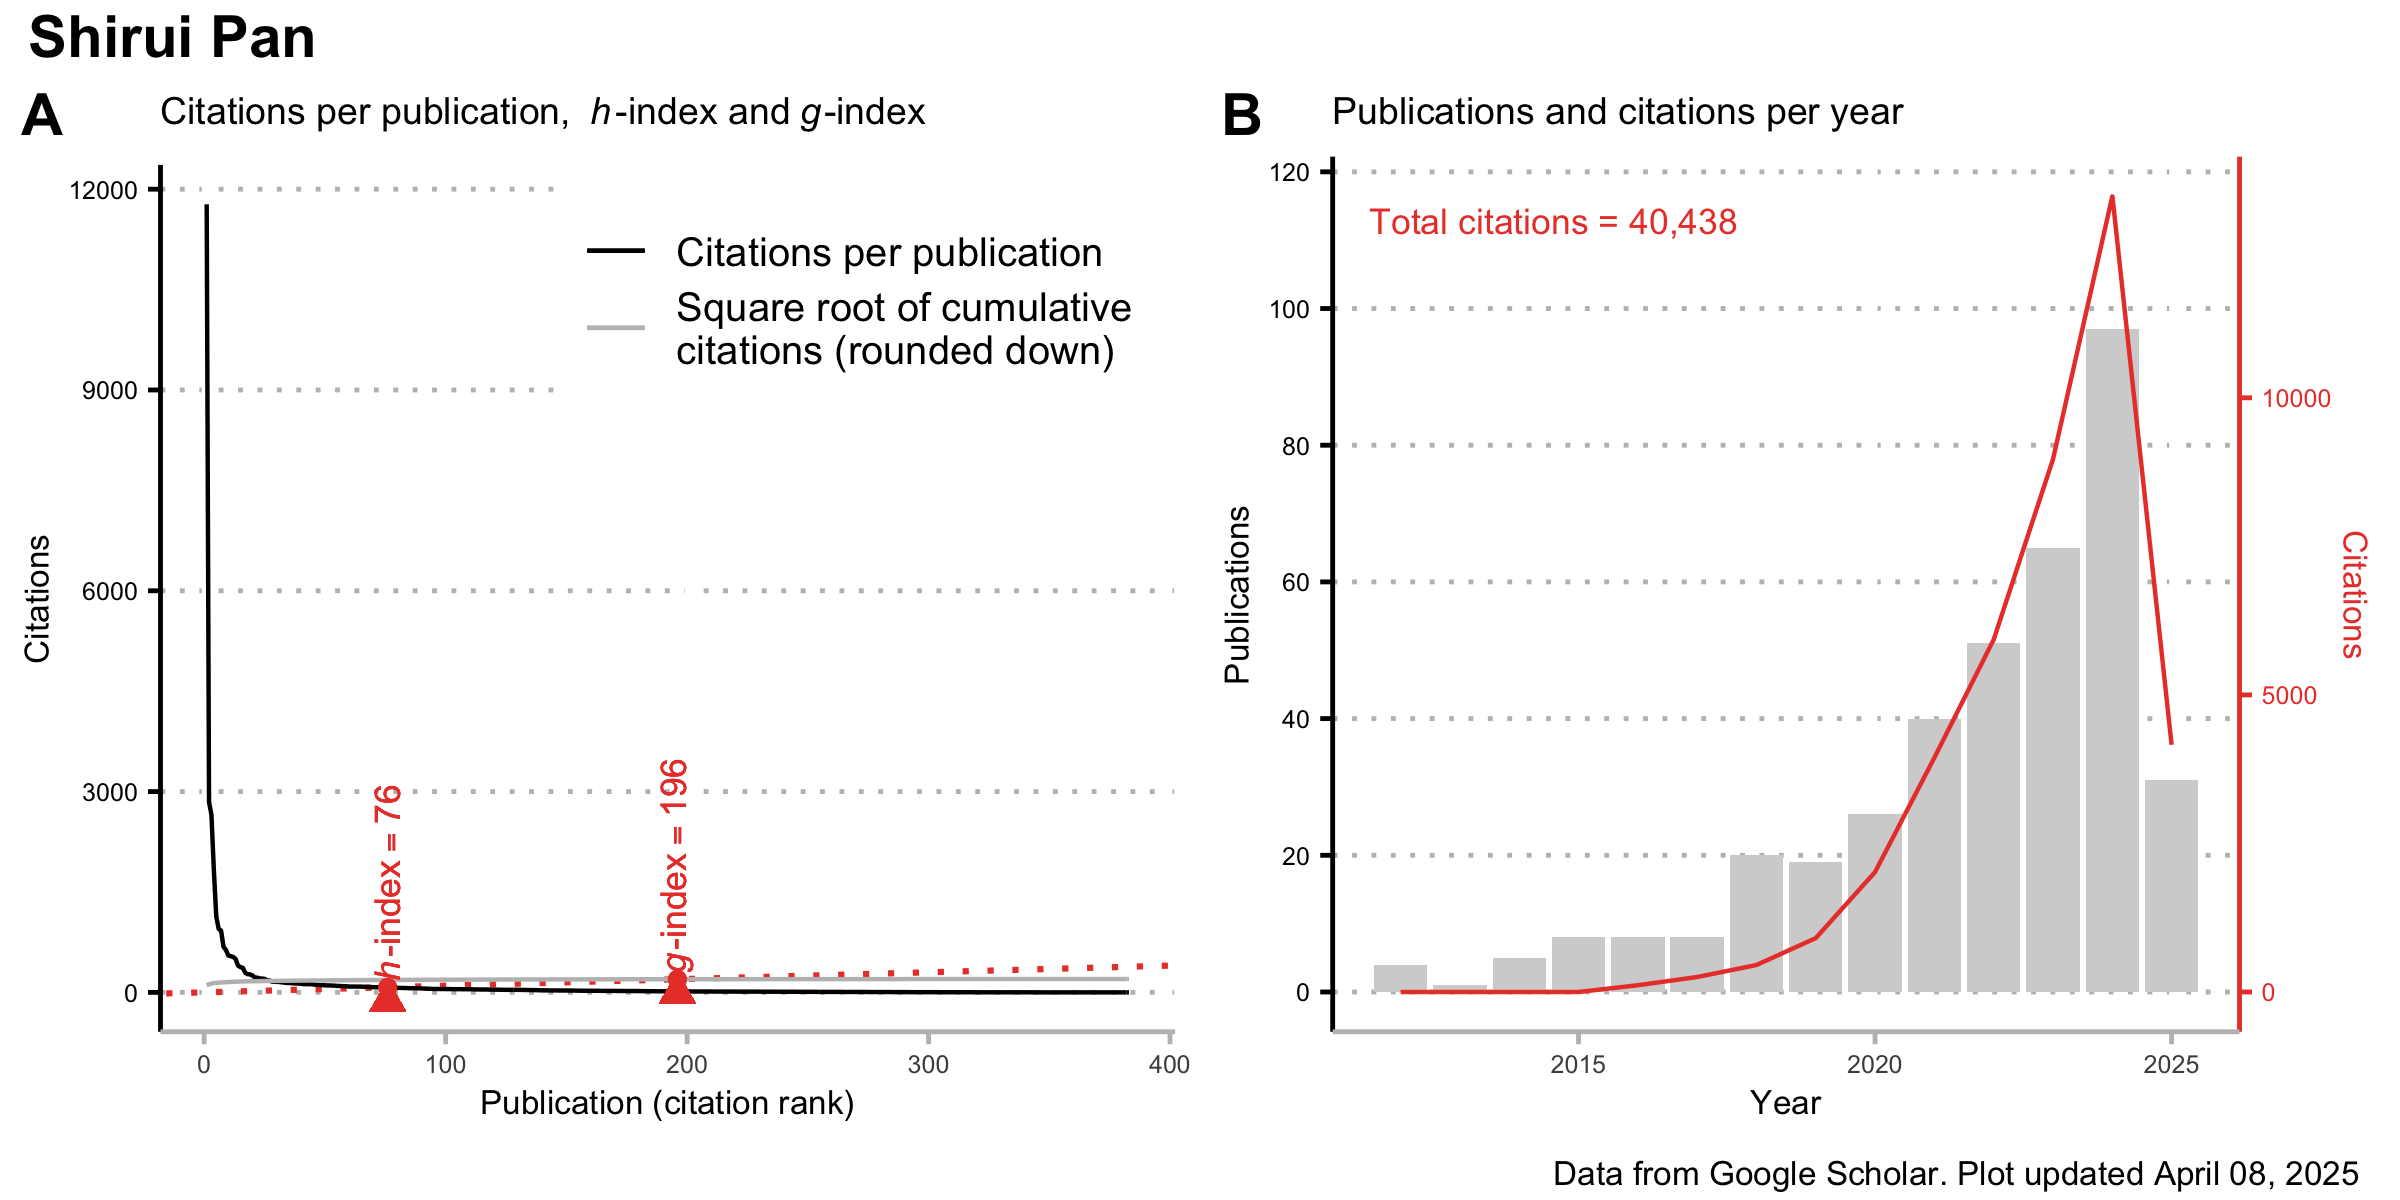 Shirui Pan
A
Citations per publication, h-index and g-index
12000
9000
6000
3000
0
Citations
Citations per publication
Square root of cumulative
citations (rounded down)
h-index = 76
g-index = 196
0 100 200 300 400
Publication (citation rank)
B
Publications and citations per year
120
100
80
60
40
20
0
Publications
Total citations = 40,438
10000
5000
0
Citations
2015 2020 2025
Year
Data from Google Scholar. Plot updated April 08, 2025